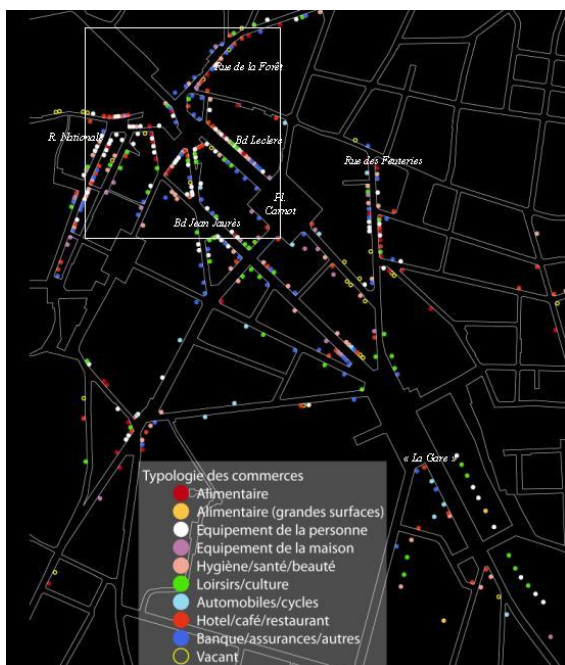 Rue de la Forêt
R. Nationale
Bd Leclerc
Rue des Feuteries
Pl.
Carnot
Bd Jean Jaurès
« La Gare »
Typologie des commerces
Alimentaire
Alimentaire (grandes surfaces)
Equipement de la personne
Equipement de la maison
Hygiène/santé/beauté
Loirsirs/culture
Automobiles/cycles
Hotel/café/restaurant
Banque/assurances/autres
Vacant